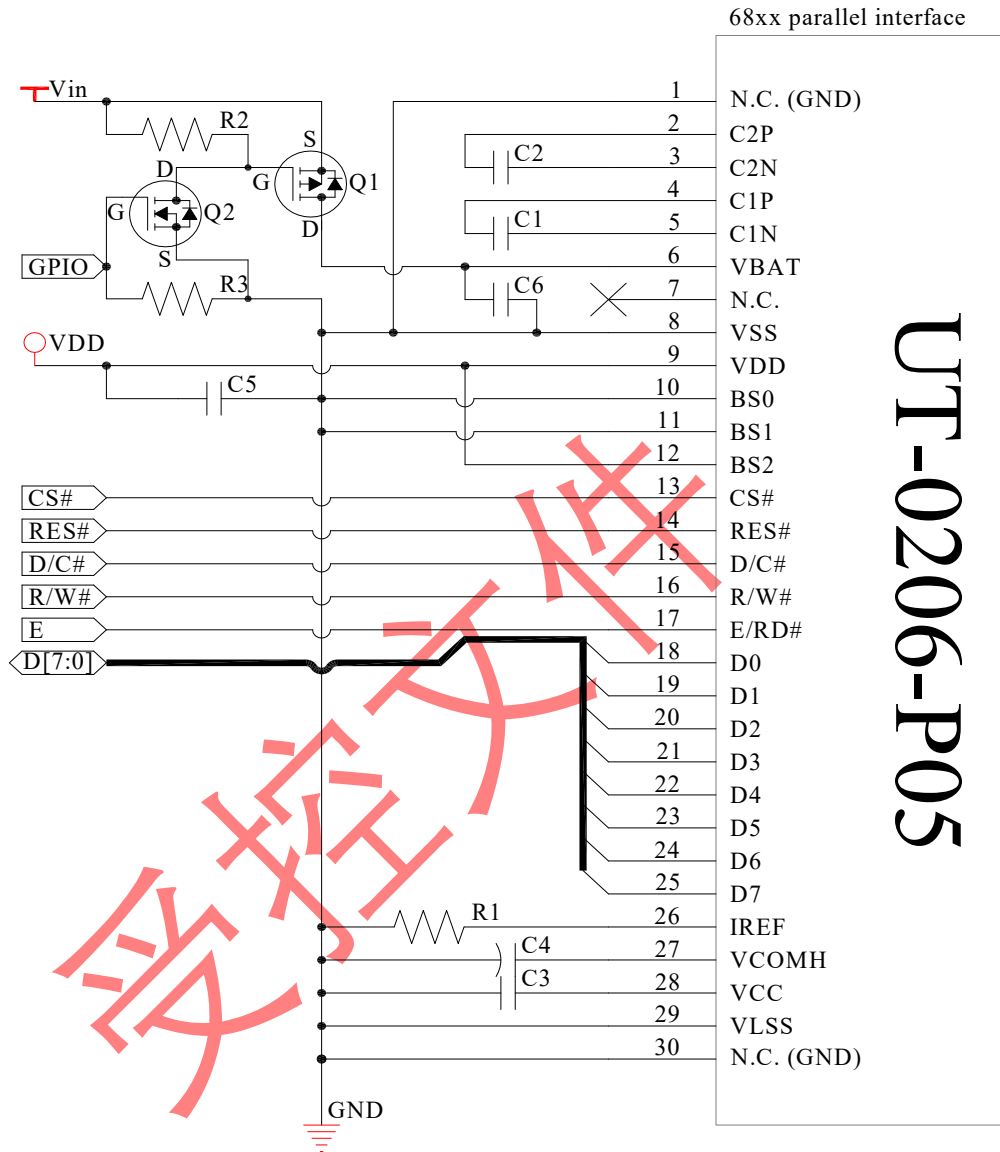 68xx parallel interface
Vin
R2
S
D
G
Q1
G
Q2
D
S
GPIO
R3
VDD
C5
CS#
RES#
D/C#
R/W#
E
D[7:0]
C2
C1
C6
R1
C4
C3
GND
1 N.C. (GND)
2 C2P
3 C2N
4 C1P
5 C1N
6 VBAT
7 N.C.
8 VSS
9 VDD
10 BS0
11 BS1
12 BS2
13 CS#
14 RES#
15 D/C#
16 R/W#
17 E/RD#
18 D0
19 D1
20 D2
21 D3
22 D4
23 D5
24 D6
25 D7
26 IREF
27 VCOMH
28 VCC
29 VLSS
30 N.C. (GND)
UT-0206-P05
受控文件